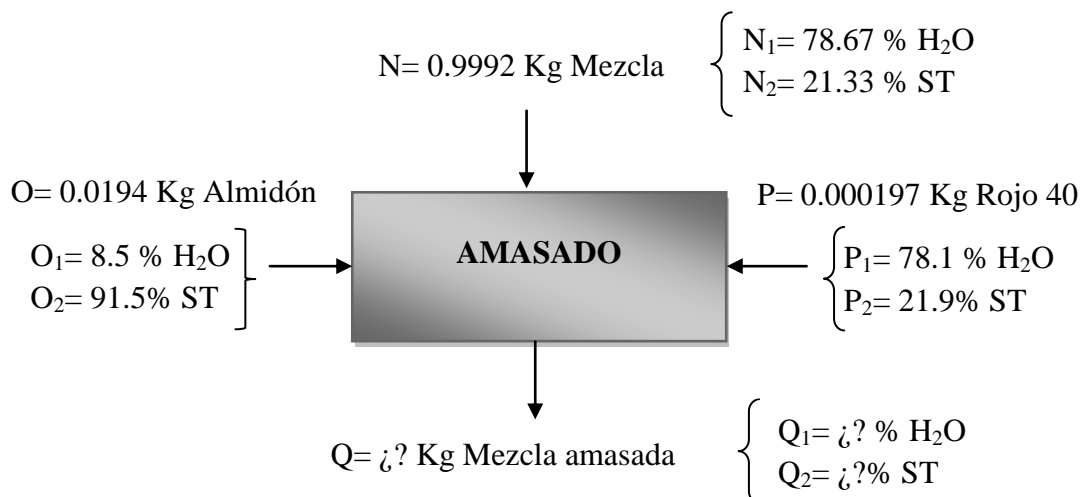 N= 0.9992 Kg Mezcla
N₁= 78.67 % H₂O
N₂= 21.33 % ST
O= 0.0194 Kg Almidón
O₁= 8.5 % H₂O
O₂= 91.5% ST
AMASADO
P= 0.000197 Kg Rojo 40
P₁= 78.1 % H₂O
P₂= 21.9% ST
Q= ¿? Kg Mezcla amasada
Q₁= ¿? % H₂O
Q₂= ¿?% ST